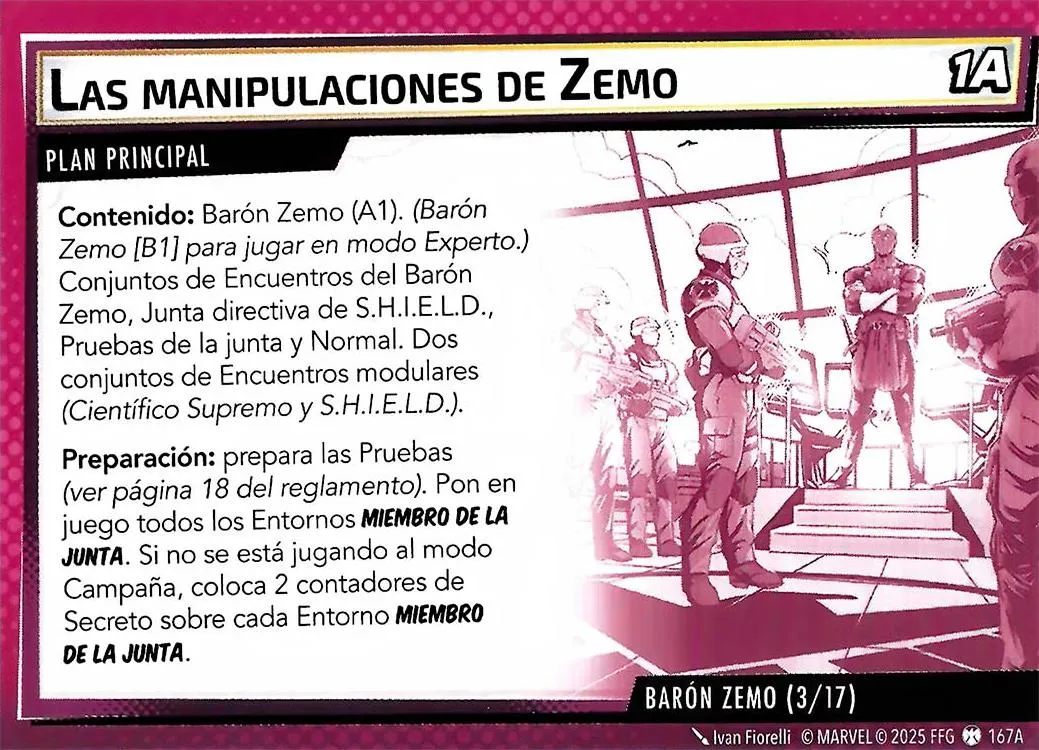 LAS MANIPULACIONES DE ZEMO
1A
PLAN PRINCIPAL
Contenido: Barón Zemo (A1). (Barón
Zemo [B1] para jugar en modo Experto.)
Conjuntos de Encuentros del Barón
Zemo, Junta directiva de S.H.I.E.L.D.,
Pruebas de la junta y Normal. Dos
conjuntos de Encuentros modulares
(Científico Supremo y S.H.I.E.L.D.).
Preparación: prepara las Pruebas
(ver página 18 del reglamento). Pon en
juego todos los Entornos MIEMBRO DE LA
JUNTA. Si no se está jugando al modo
Campaña, coloca 2 contadores de
Secreto sobre cada Entorno MIEMBRO
DE LA JUNTA.
BARÓN ZEMO (3/17)
Ivan Fiorelli © MARVEL © 2025 FFG 167A